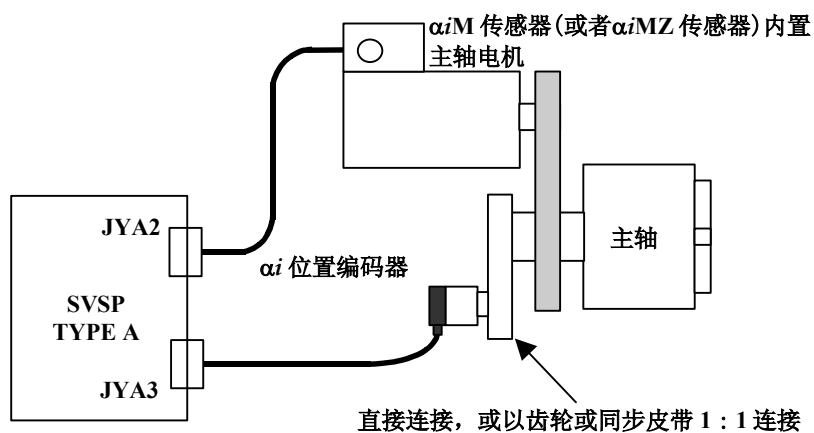 αiM 传感器(或者αiMZ 传感器)内置
主轴电机
JYA2
主轴
αi 位置编码器
SVSP
TYPE A
JYA3
直接连接，或以齿轮或同步皮带 1：1 连接